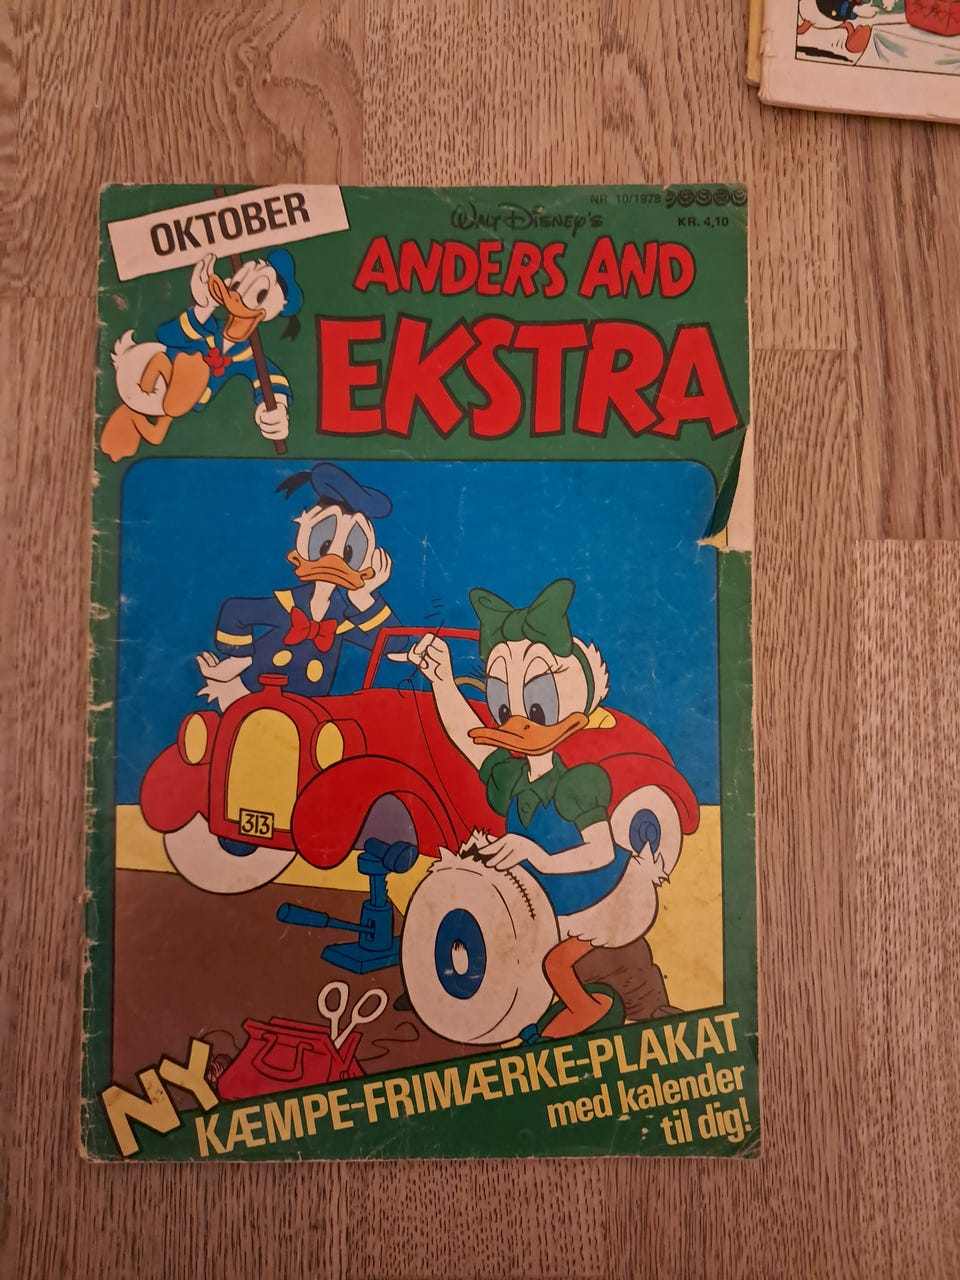 OKTOBER
NR 10/1978
KR. 4,10
WALT DISNEY'S
ANDERS AND
EKSTRA
313
NY
KÆMPE-FRIMÆRKE-PLAKAT
med kalender
til dig!